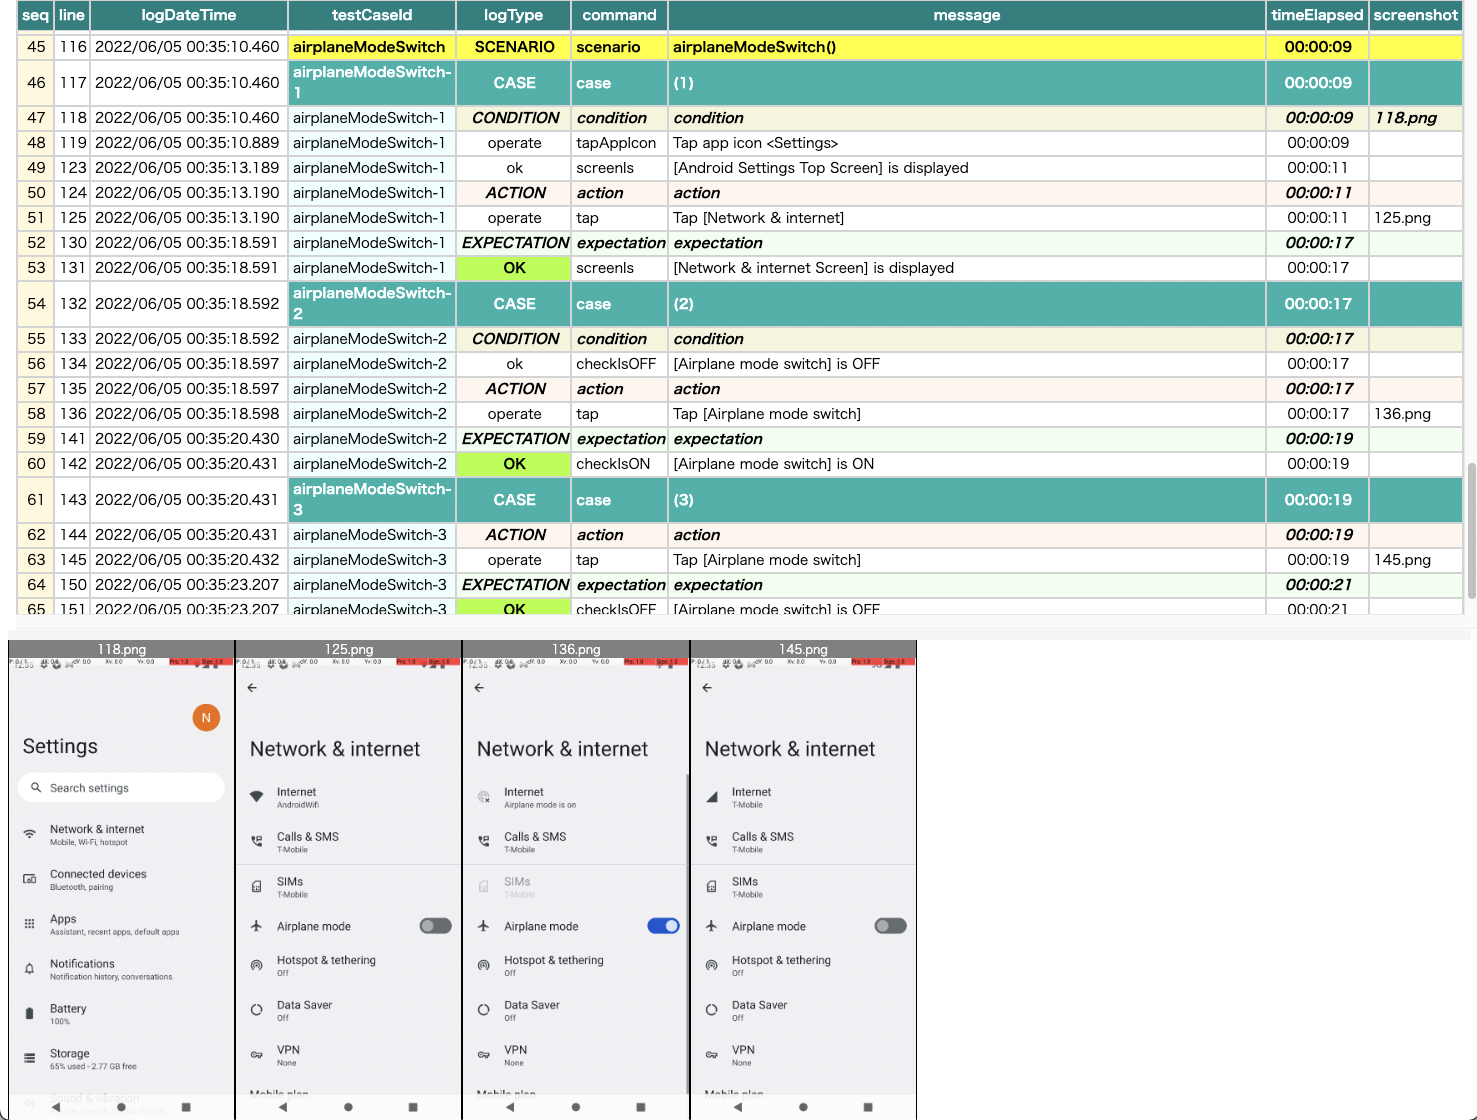 seq line logDateTime testCaseId logType command message timeElapsed screenshot
45 116 2022/06/05 00:35:10.460 airplaneModeSwitch SCENARIO scenario airplaneModeSwitch() 00:00:09
46 117 2022/06/05 00:35:10.460 airplaneModeSwitch-1 CASE case (1) 00:00:09
47 118 2022/06/05 00:35:10.460 airplaneModeSwitch-1 CONDITION condition condition 00:00:09 118.png
48 119 2022/06/05 00:35:10.889 airplaneModeSwitch-1 operate tapAppIcon Tap app icon <Settings> 00:00:09
49 123 2022/06/05 00:35:13.189 airplaneModeSwitch-1 ok screenIs [Android Settings Top Screen] is displayed 00:00:11
50 124 2022/06/05 00:35:13.190 airplaneModeSwitch-1 ACTION action action 00:00:11
51 125 2022/06/05 00:35:13.190 airplaneModeSwitch-1 operate tap Tap [Network & internet] 00:00:11 125.png
52 130 2022/06/05 00:35:18.591 airplaneModeSwitch-1 EXPECTATION expectation expectation 00:00:17
53 131 2022/06/05 00:35:18.591 airplaneModeSwitch-1 OK screenIs [Network & internet Screen] is displayed 00:00:17
54 132 2022/06/05 00:35:18.592 airplaneModeSwitch-2 CASE case (2) 00:00:17
55 133 2022/06/05 00:35:18.592 airplaneModeSwitch-2 CONDITION condition condition 00:00:17
56 134 2022/06/05 00:35:18.597 airplaneModeSwitch-2 ok checkIsOFF [Airplane mode switch] is OFF 00:00:17
57 135 2022/06/05 00:35:18.597 airplaneModeSwitch-2 ACTION action action 00:00:17
58 136 2022/06/05 00:35:18.598 airplaneModeSwitch-2 operate tap Tap [Airplane mode switch] 00:00:17 136.png
59 141 2022/06/05 00:35:20.430 airplaneModeSwitch-2 EXPECTATION expectation expectation 00:00:19
60 142 2022/06/05 00:35:20.431 airplaneModeSwitch-2 OK checkIsON [Airplane mode switch] is ON 00:00:19
61 143 2022/06/05 00:35:20.431 airplaneModeSwitch-3 CASE case (3) 00:00:19
62 144 2022/06/05 00:35:20.431 airplaneModeSwitch-3 ACTION action action 00:00:19
63 145 2022/06/05 00:35:20.432 airplaneModeSwitch-3 operate tap Tap [Airplane mode switch] 00:00:19 145.png
64 150 2022/06/05 00:35:23.207 airplaneModeSwitch-3 EXPECTATION expectation expectation 00:00:21
65 151 2022/06/05 00:35:23.207 airplaneModeSwitch-3 OK checkIsOFF [Airplane mode switch] is OFF 00:00:21
118.png
N
Settings
Search settings
Network & internet
Mobile, Wi-Fi, hotspot
Connected devices
Bluetooth, pairing
Apps
Assistant, recent apps, default apps
Notifications
Notification history, conversations
Battery
100%
Storage
65% used - 2.77 GB free
Sound & vibration
125.png
Network & internet
Internet
AndroidWifi
Calls & SMS
T-Mobile
SIMs
T-Mobile
Airplane mode
Hotspot & tethering
Off
Data Saver
Off
VPN
None
Mobile plan
136.png
Network & internet
Internet
Airplane mode is on
Calls & SMS
T-Mobile
SIMs
T-Mobile
Airplane mode
Hotspot & tethering
Off
Data Saver
Off
VPN
None
Mobile plan
145.png
Network & internet
Internet
T-Mobile
Calls & SMS
T-Mobile
SIMs
T-Mobile
Airplane mode
Hotspot & tethering
Off
Data Saver
Off
VPN
None
Mobile plan